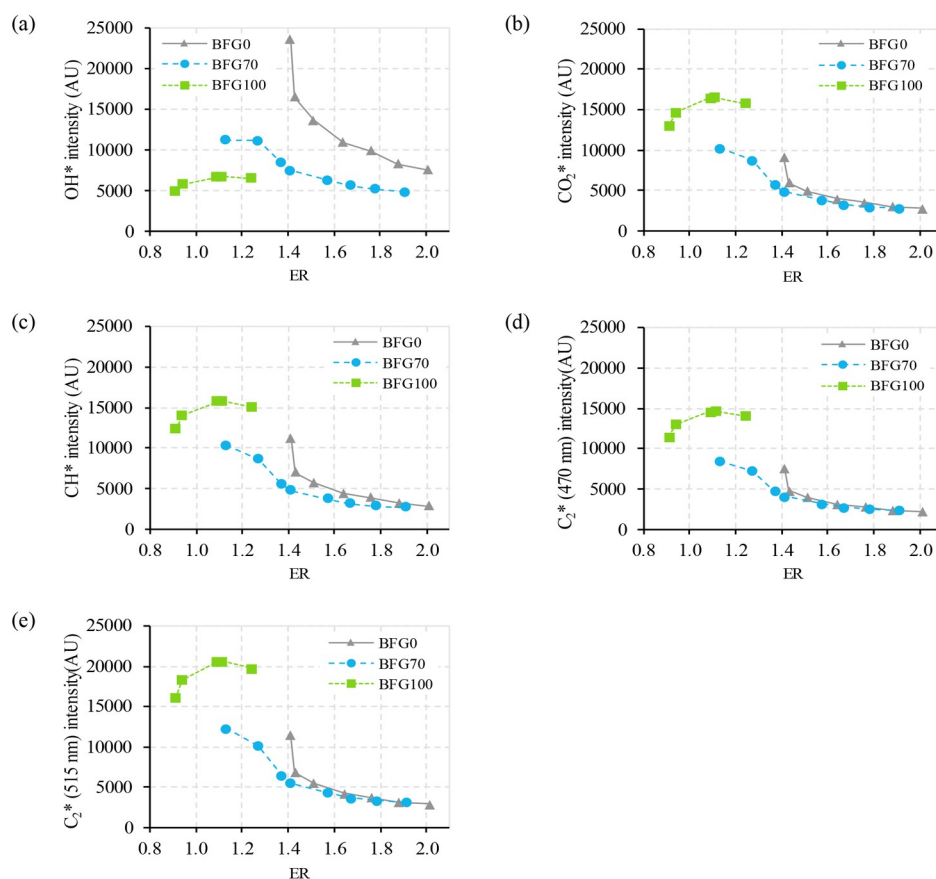 (a)
25000
20000
15000
10000
5000
0
OH* intensity (AU)
BFG0
BFG70
BFG100
0.8 1.0 1.2 1.4 1.6 1.8 2.0
ER
(b)
25000
20000
15000
10000
5000
0
CO₂* intensity (AU)
BFG0
BFG70
BFG100
0.8 1.0 1.2 1.4 1.6 1.8 2.0
ER
(c)
25000
20000
15000
10000
5000
0
CH* intensity (AU)
BFG0
BFG70
BFG100
0.8 1.0 1.2 1.4 1.6 1.8 2.0
ER
(d)
25000
20000
15000
10000
5000
0
C₂* (470 nm) intensity(AU)
BFG0
BFG70
BFG100
0.8 1.0 1.2 1.4 1.6 1.8 2.0
ER
(e)
25000
20000
15000
10000
5000
0
C₂* (515 nm) intensity(AU)
BFG0
BFG70
BFG100
0.8 1.0 1.2 1.4 1.6 1.8 2.0
ER